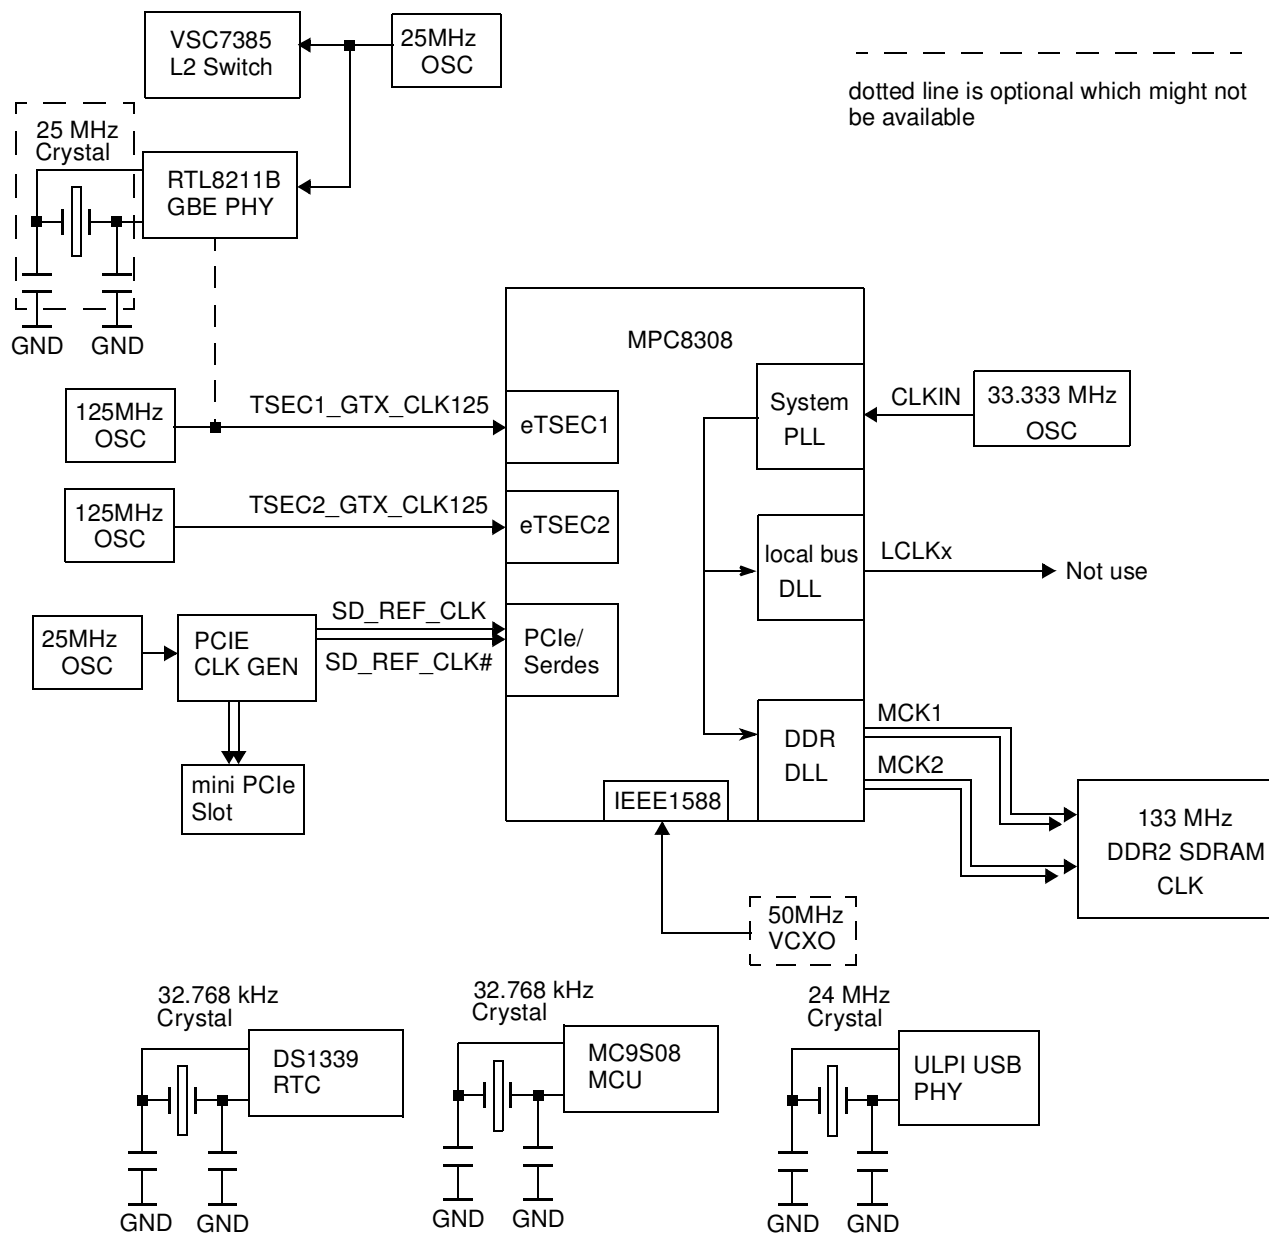 VSC7385
L2 Switch
25MHz
OSC
dotted line is optional which might not
be available
25 MHz
Crystal
RTL8211B
GBE PHY
GND
GND
MPC8308
125MHz
OSC
TSEC1_GTX_CLK125
eTSEC1
System
PLL
CLKIN
33.333 MHz
OSC
125MHz
OSC
TSEC2_GTX_CLK125
eTSEC2
local bus
DLL
LCLKx
Not use
25MHz
OSC
PCIE
CLK GEN
SD_REF_CLK
SD_REF_CLK#
PCIe/
Serdes
mini PCIe
Slot
DDR
DLL
MCK1
MCK2
IEEE1588
133 MHz
DDR2 SDRAM
CLK
50MHz
VCXO
32.768 kHz
Crystal
DS1339
RTC
GND
GND
32.768 kHz
Crystal
MC9S08
MCU
GND
GND
24 MHz
Crystal
ULPI USB
PHY
GND
GND